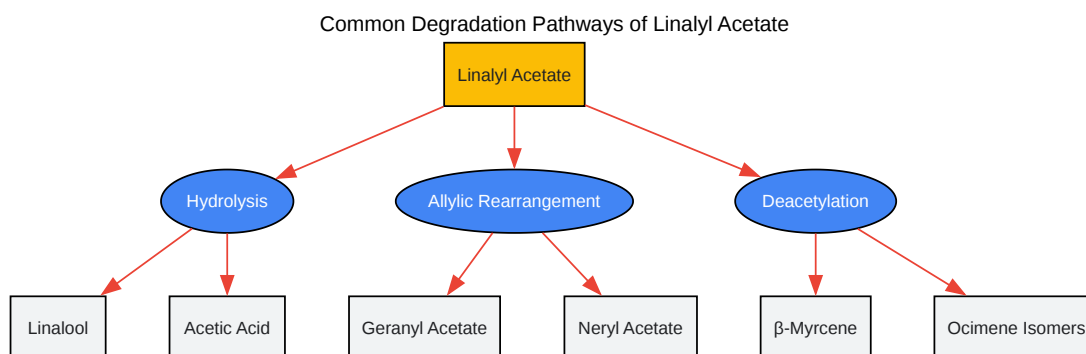 Common Degradation Pathways of Linalyl Acetate
Linalyl Acetate
Hydrolysis
Allylic Rearrangement
Deacetylation
Linalool
Acetic Acid
Geranyl Acetate
Neryl Acetate
β-Myrcene
Ocimene Isomers